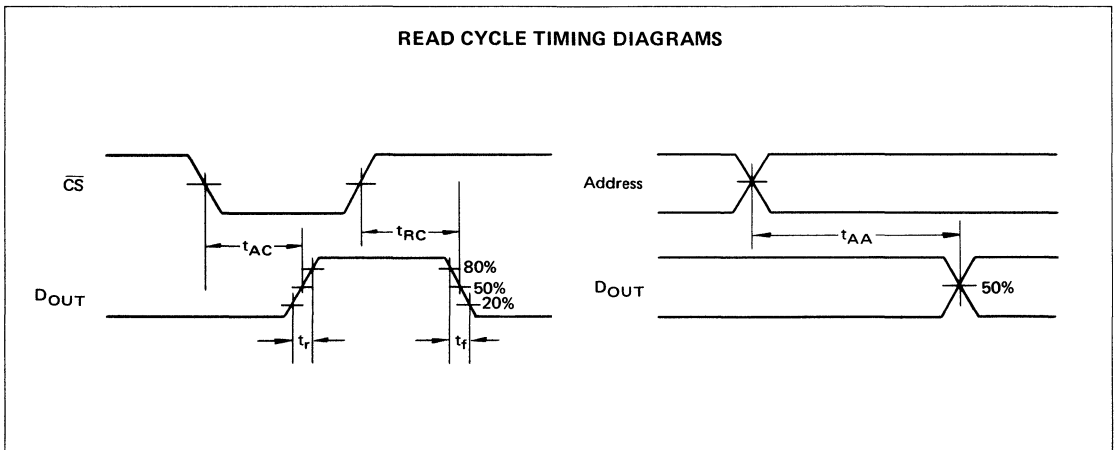 READ CYCLE TIMING DIAGRAMS
CS
tAC
tRC
DOUT
80%
50%
20%
tr
tf
Address
tAA
DOUT
50%